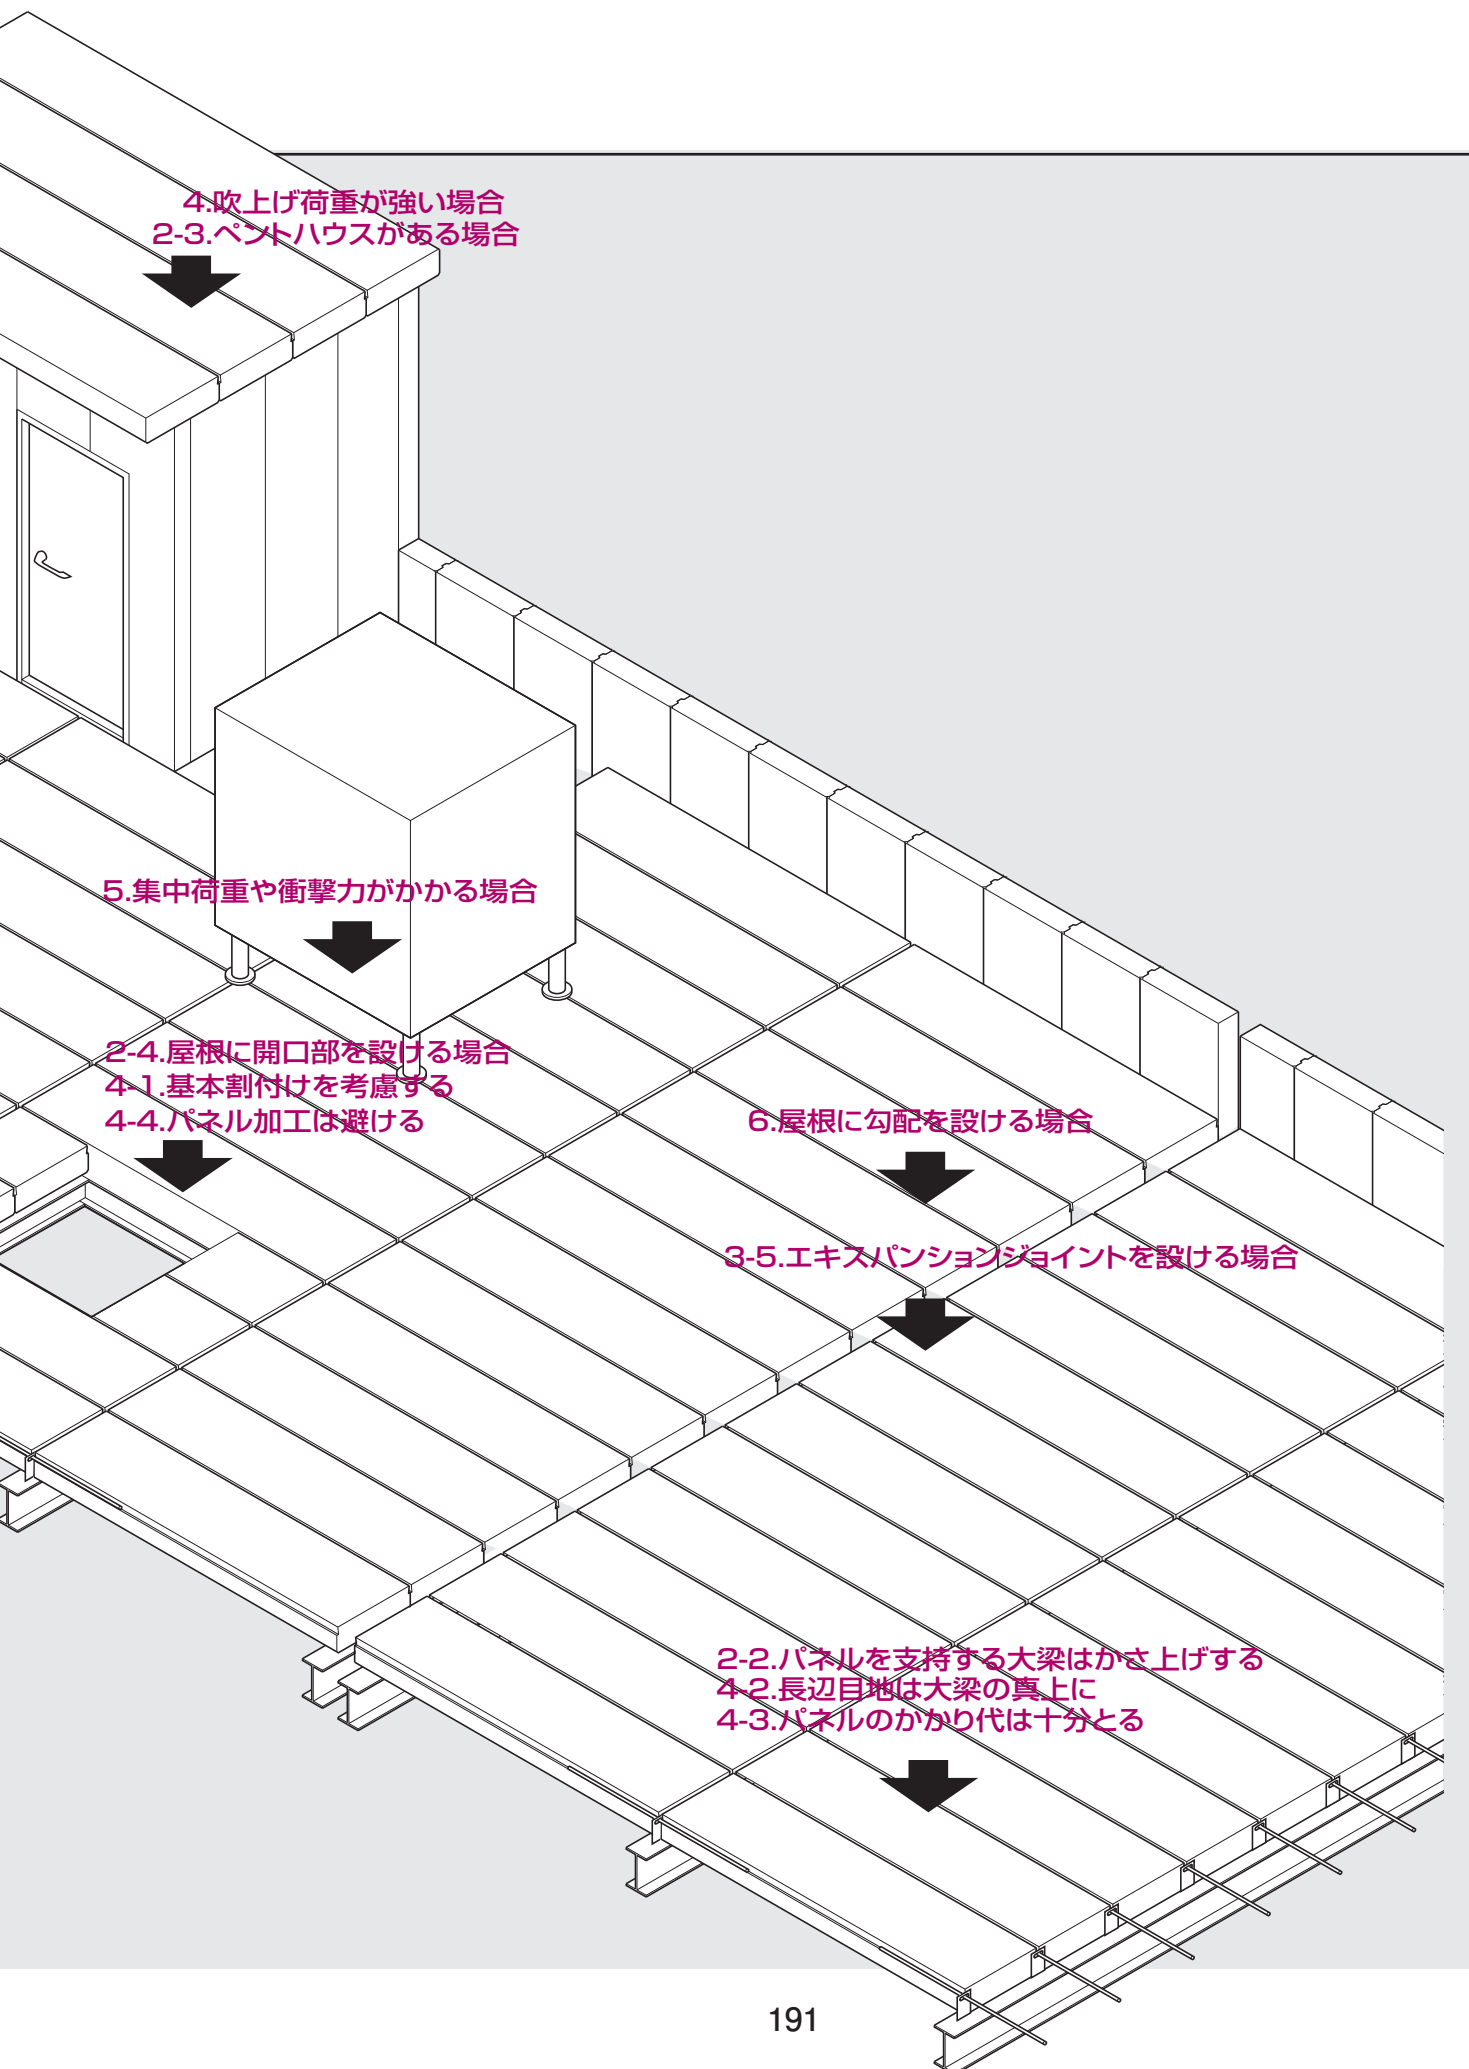 4.吹上げ荷重が強い場合
2-3.ペントハウスがある場合
5.集中荷重や衝撃力がかかる場合
2-4.屋根に開口部を設ける場合
4-1.基本割付けを考慮する
4-4.パネル加工は避ける
6.屋根に勾配を設ける場合
3-5.エキスパンションジョイントを設ける場合
2-2.パネルを支持する大梁はかさ上げする
4-2.長辺目地は大梁の真上に
4-3.パネルのかかり代は十分とる
191